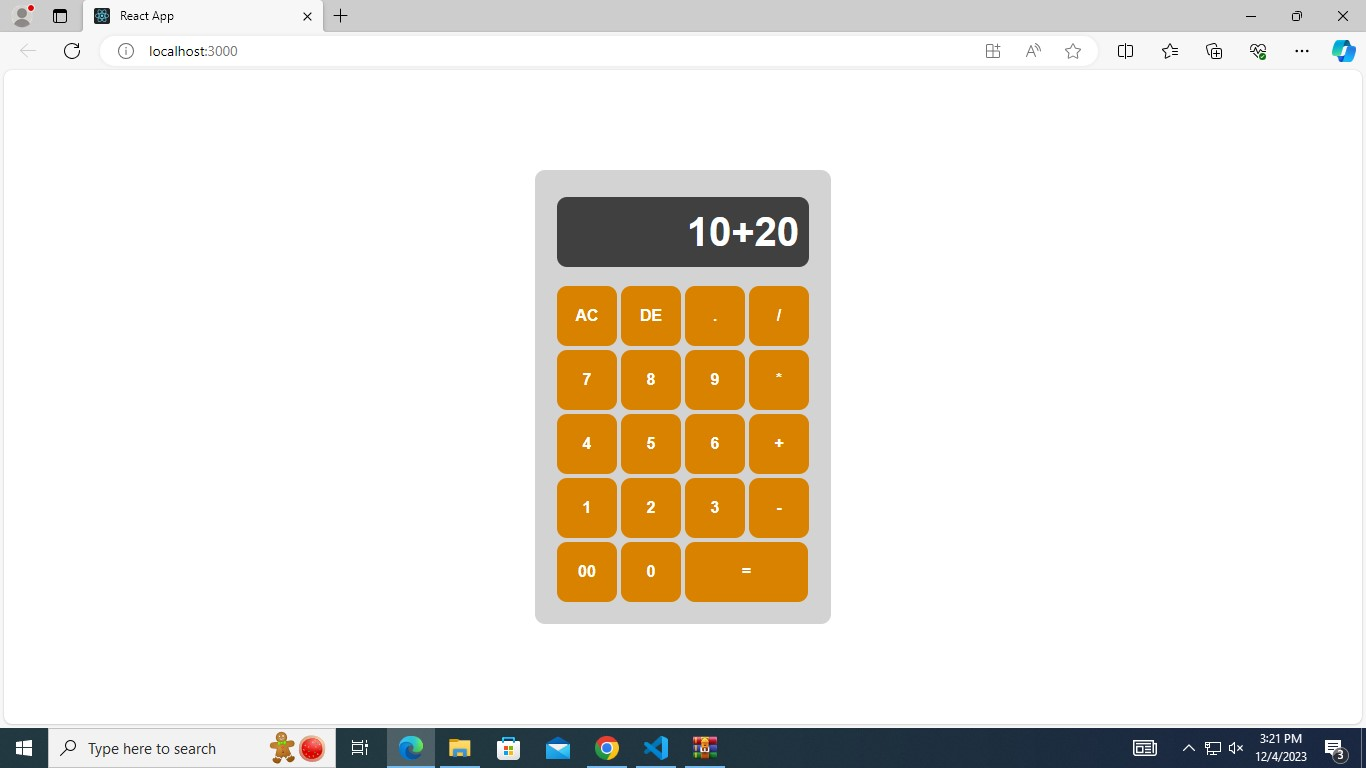 React App
localhost:3000
10+20
AC DE . /
7 8 9 *
4 5 6 +
1 2 3 -
00 0 =
Type here to search
3:21 PM
12/4/2023
3